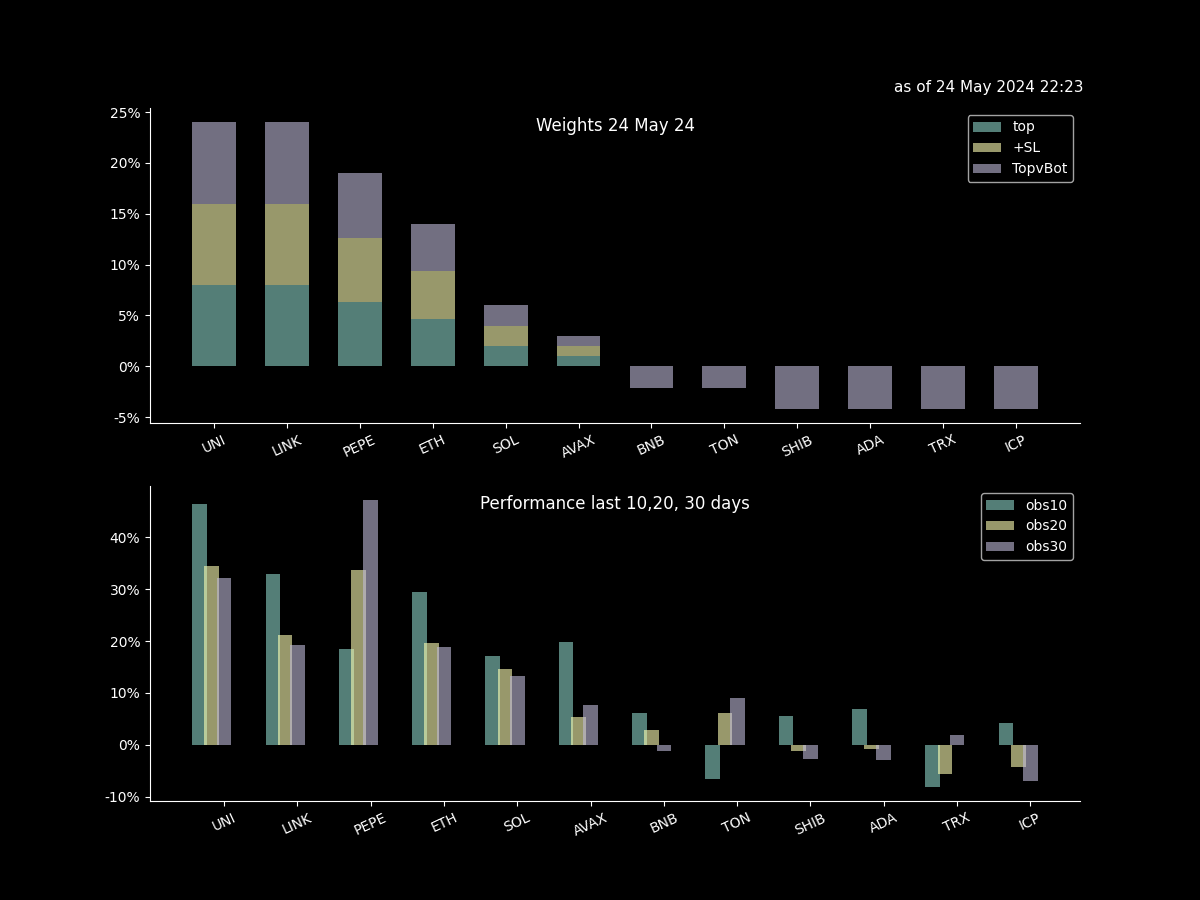 as of 24 May 2024 22:23
Weights 24 May 24
top
+SL
TopvBot
25%
20%
15%
10%
5%
0%
-5%
UNI LINK PEPE ETH SOL AVAX BNB TON SHIB ADA TRX ICP
Performance last 10,20, 30 days
obs10
obs20
obs30
40%
30%
20%
10%
0%
-10%
UNI LINK PEPE ETH SOL AVAX BNB TON SHIB ADA TRX ICP